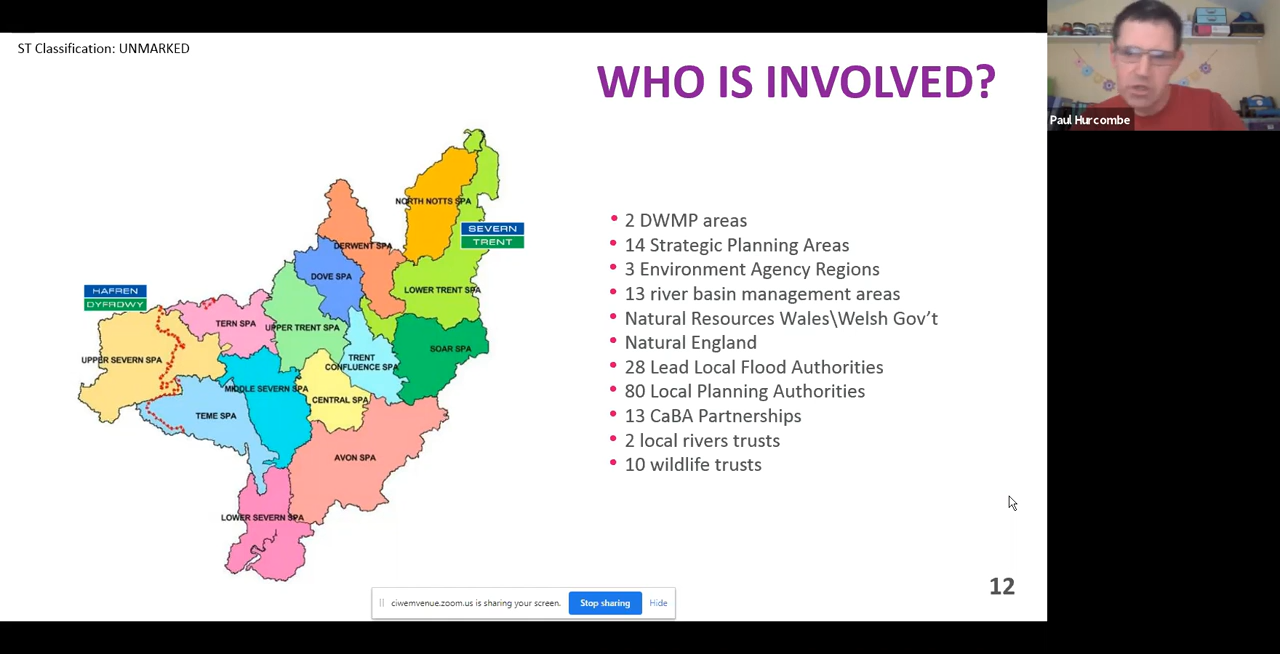 ST Classification: UNMARKED
WHO IS INVOLVED?
Paul Hurcombe
NORTH NOTTS SPA
SEVERN
TRENT
DERWENT SPA
DOVE SPA
LOWER TRENT SPA
HAFREN
DYFRDWY
TERN SPA
UPPER TRENT SPA
SOAR SPA
UPPER SEVERN SPA
TRENT
CONFLUENCE SPA
MIDDLE SEVERN SPA
CENTRAL SPA
TEME SPA
AVON SPA
LOWER SEVERN SPA
• 2 DWMP areas
• 14 Strategic Planning Areas
• 3 Environment Agency Regions
• 13 river basin management areas
• Natural Resources Wales\Welsh Gov’t
• Natural England
• 28 Lead Local Flood Authorities
• 80 Local Planning Authorities
• 13 CaBA Partnerships
• 2 local rivers trusts
• 10 wildlife trusts
12
ciwemvenue.zoom.us is sharing your screen. Stop sharing Hide